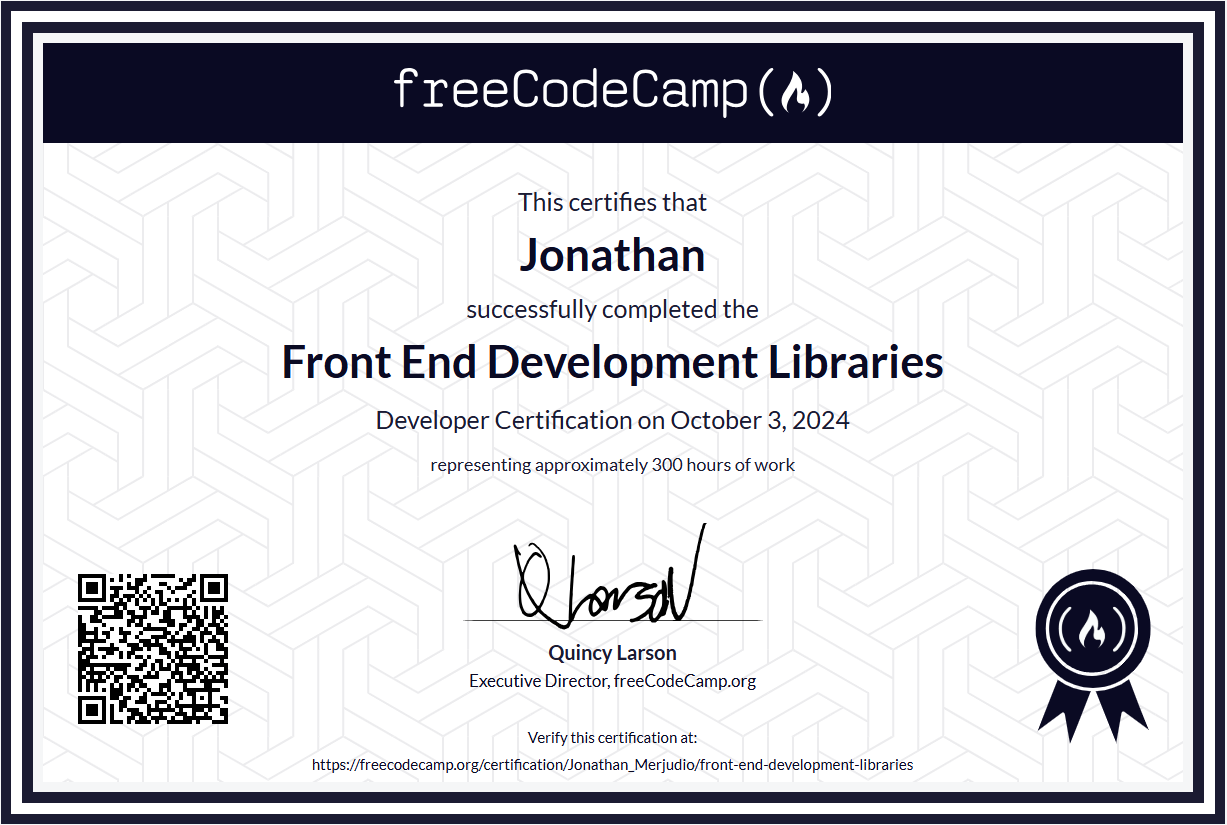 freeCodeCamp
This certifies that
Jonathan
successfully completed the
Front End Development Libraries
Developer Certification on October 3, 2024
representing approximately 300 hours of work
Quincy Larson
Executive Director, freeCodeCamp.org
Verify this certification at:
https://freecodecamp.org/certification/Jonathan_Merjudio/front-end-development-libraries